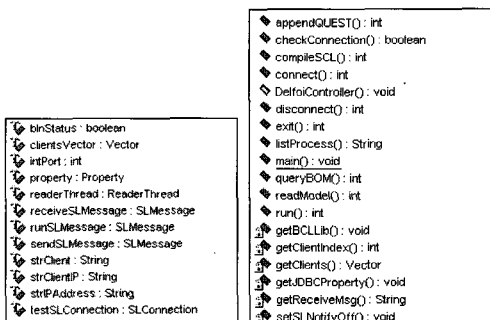 blnStatus : boolean
clientsVector : Vector
intPort : int
property : Property
readerThread : ReaderThread
receiveSLMessage : SLMessage
runSLMessage : SLMessage
sendSLMessage : SLMessage
strClient : String
strClientIP : String
strIPAddress : String
testSLConnection : SLConnection
appendQUEST() : int
checkConnection() : boolean
compileSCL() : int
connect() : int
DelfoiController() : void
disconnect() : int
exit() : int
listProcess() : String
main() : void
queryBOM() : int
readModel() : int
run() : int
getBCLLib() : void
getClientIndex() : int
getClients() : Vector
getJDBCProperty() : void
getReceiveMsg() : String
setSLNotifyOff() : void